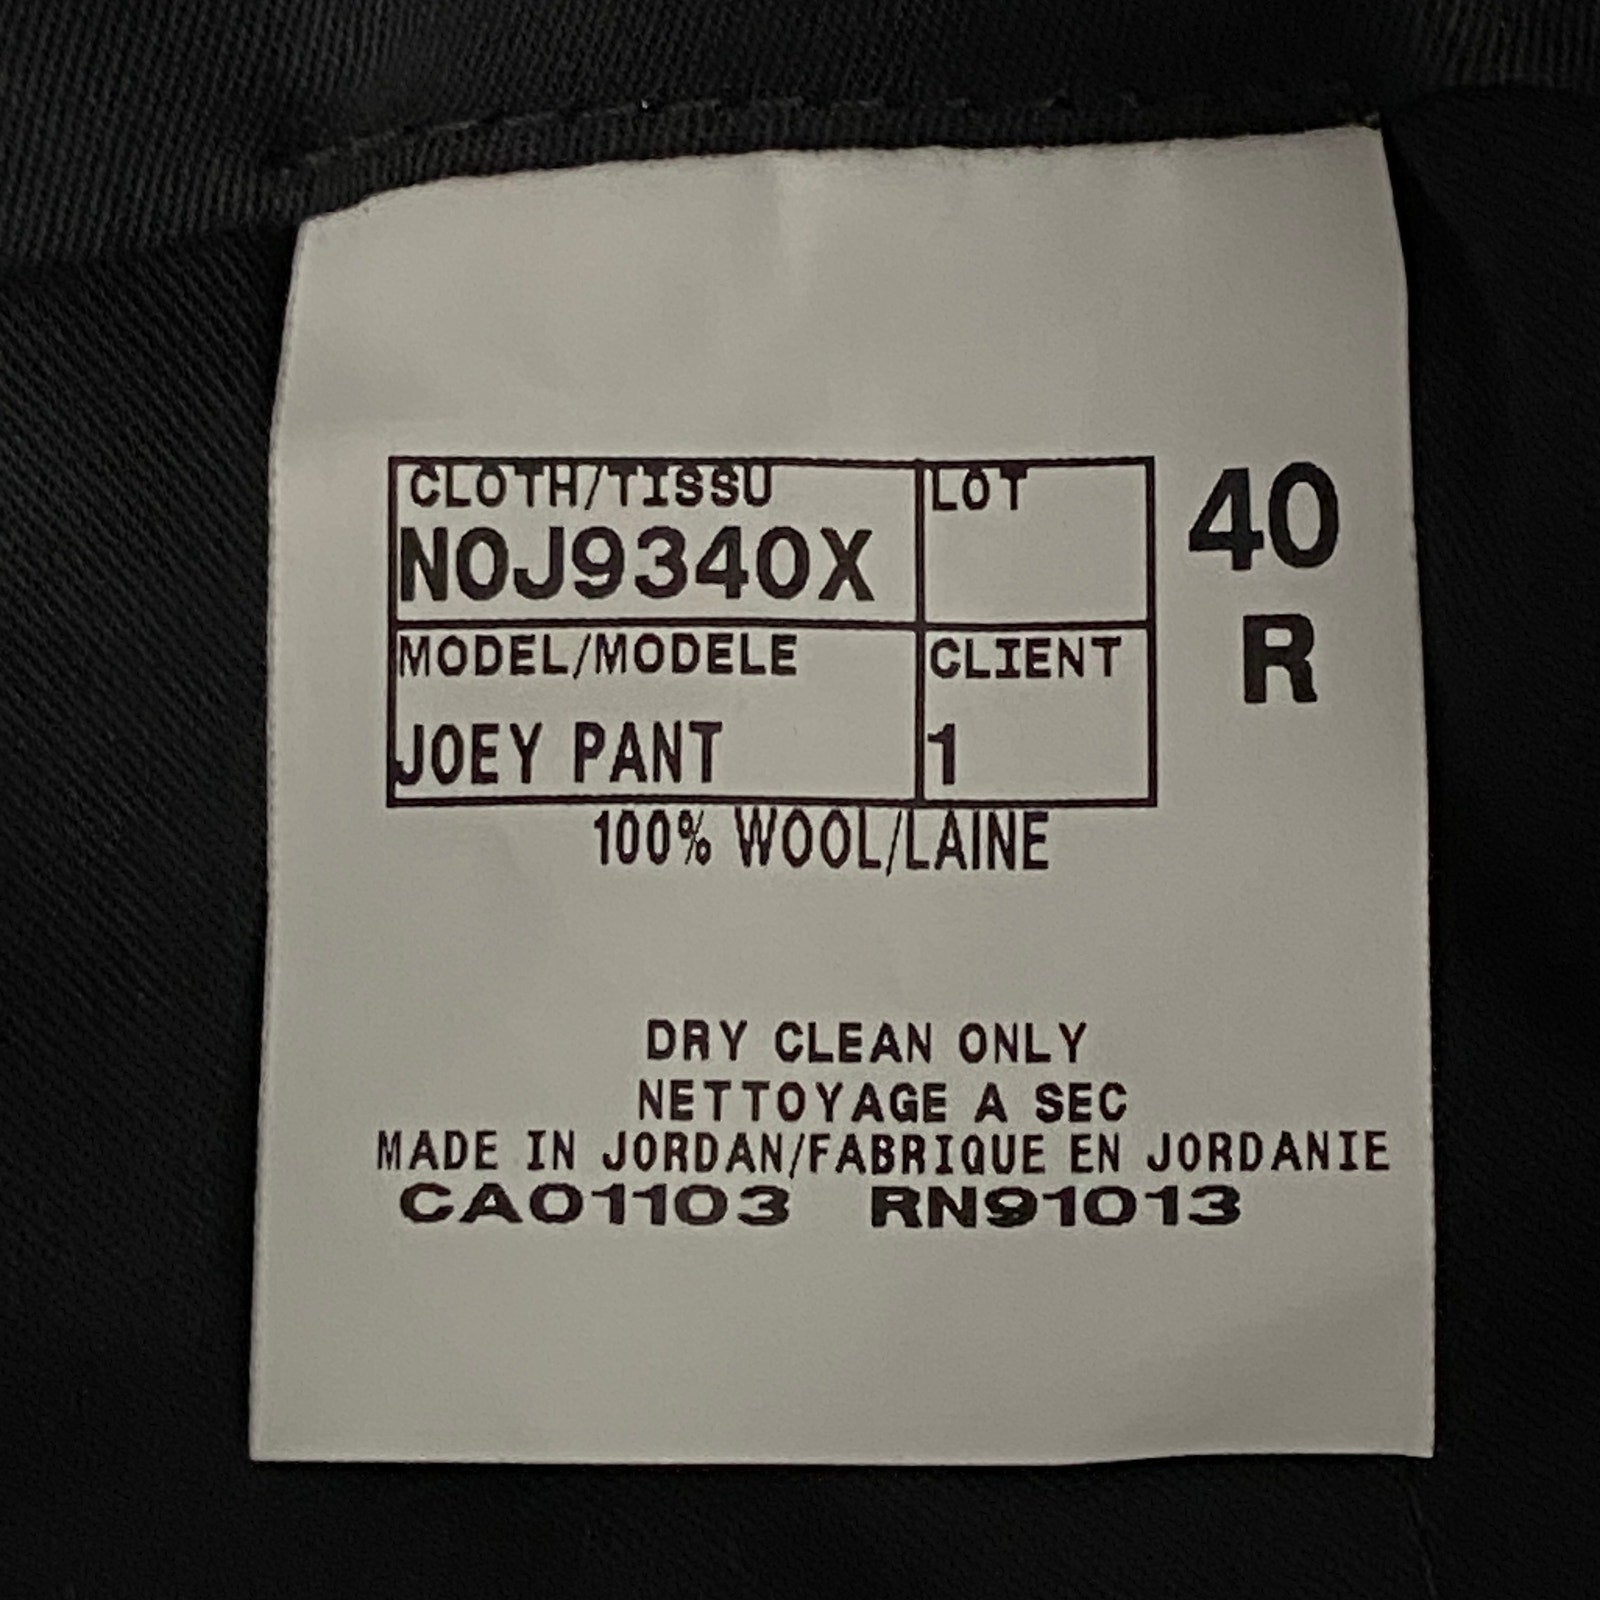 CLOTH/TISSU LOT
N0J9340X 40
MODEL/MODELE CLIENT R
JOEY PANT 1
100% WOOL/LAINE
DRY CLEAN ONLY
NETTOYAGE A SEC
MADE IN JORDAN/FABRIQUE EN JORDANIE
CA01103 RN91013